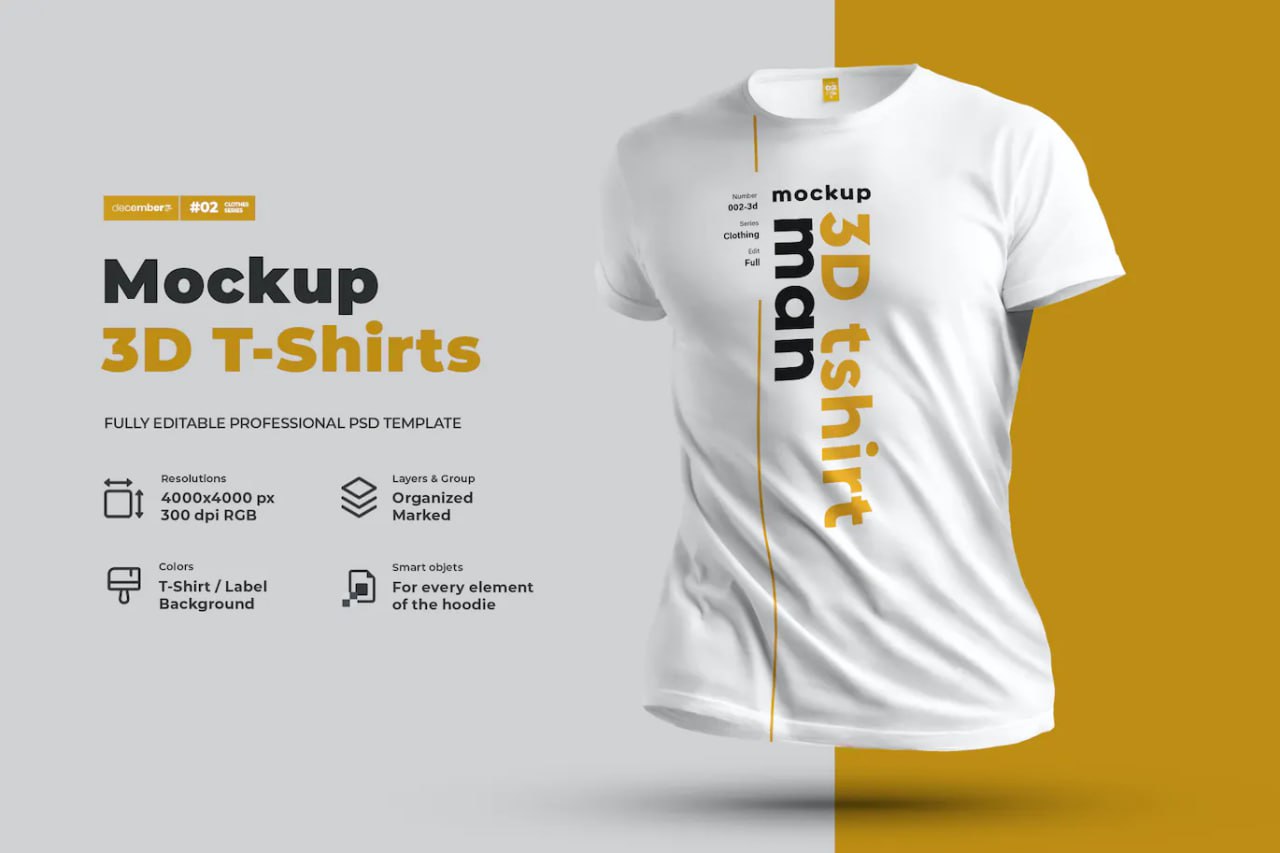 december
#02
CLOTHES
SERIES
Mockup
3D T-Shirts
FULLY EDITABLE PROFESSIONAL PSD TEMPLATE
Resolutions
4000x4000 px
300 dpi RGB
Layers & Group
Organized
Marked
Colors
T-Shirt / Label
Background
Smart objets
For every element
of the hoodie
02
Number
002-3d
Series
Clothing
Edit
Full
mockup
man
3D tshirt